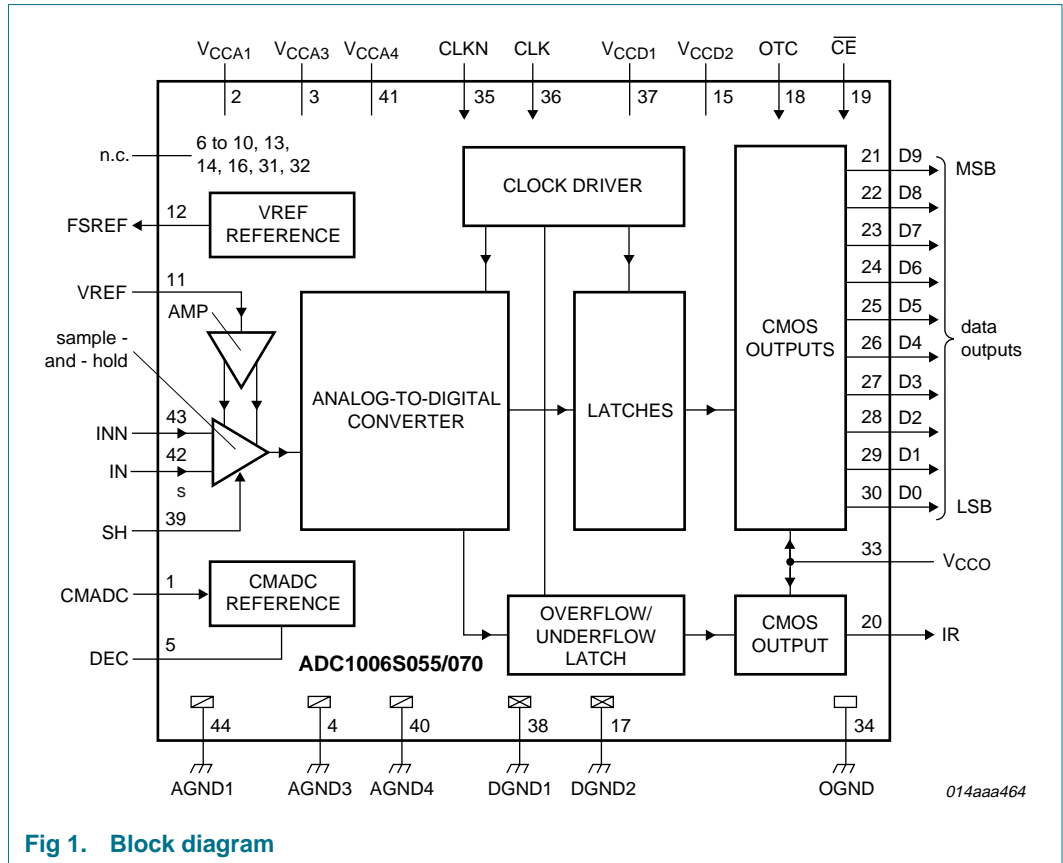 VCCA1 VCCA3 VCCA4 CLKN CLK VCCD1 VCCD2 OTC CE
2 3 41 35 36 37 15 18 19
n.c. 6 to 10, 13,
14, 16, 31, 32
CLOCK DRIVER
FSREF 12 VREF
REFERENCE
VREF 11
AMP
sample -
and - hold
INN 43
IN 42
s
SH 39
ANALOG-TO-DIGITAL
CONVERTER
LATCHES
CMOS
OUTPUTS
21 D9 MSB
22 D8
23 D7
24 D6
25 D5
26 D4
27 D3
28 D2
29 D1
30 D0 LSB
data
outputs
33 VCCO
CMADC 1 CMADC
REFERENCE
DEC 5
OVERFLOW/
UNDERFLOW
LATCH
CMOS
OUTPUT
20 IR
ADC1006S055/070
44 4 40 38 17 34
AGND1 AGND3 AGND4 DGND1 DGND2 OGND
014aaa464
Fig 1. Block diagram